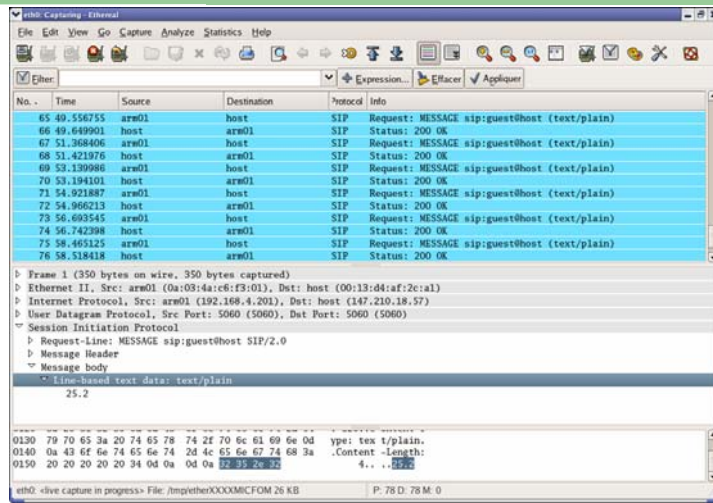 eth0: Capturing - Ethereal
File Edit View Go Capture Analyze Statistics Help
Filter: Expression... Effacer Appliquer
No. . Time Source Destination Protocol Info
65 49.556755 arm01 host SIP Request: MESSAGE sip:guest@host (text/plain)
66 49.649901 host arm01 SIP Status: 200 OK
67 51.368406 arm01 host SIP Request: MESSAGE sip:guest@host (text/plain)
68 51.421976 host arm01 SIP Status: 200 OK
69 53.139986 arm01 host SIP Request: MESSAGE sip:guest@host (text/plain)
70 53.194101 host arm01 SIP Status: 200 OK
71 54.921887 arm01 host SIP Request: MESSAGE sip:guest@host (text/plain)
72 54.966213 host arm01 SIP Status: 200 OK
73 56.693545 arm01 host SIP Request: MESSAGE sip:guest@host (text/plain)
74 56.742398 host arm01 SIP Status: 200 OK
75 58.465125 arm01 host SIP Request: MESSAGE sip:guest@host (text/plain)
76 58.518418 host arm01 SIP Status: 200 OK
Frame 1 (350 bytes on wire, 350 bytes captured)
Ethernet II, Src: arm01 (0a:03:4a:c6:f3:01), Dst: host (00:13:d4:af:2c:a1)
Internet Protocol, Src: arm01 (192.168.4.201), Dst: host (147.210.18.57)
User Datagram Protocol, Src Port: 5060 (5060), Dst Port: 5060 (5060)
Session Initiation Protocol
Request-Line: MESSAGE sip:guest@host SIP/2.0
Message Header
Message body
Line-based text data: text/plain
25.2
0130 79 70 65 3a 20 74 65 78 74 2f 70 6c 61 69 6e 0d ype: tex t/plain.
0140 0a 43 6f 6e 74 65 6e 74 2d 4c 65 6e 67 74 68 3a .Content -Length:
0150 20 20 20 20 20 34 0d 0a 0d 0a 32 35 2e 32 4.. ..25.2
eth0: <live capture in progress> File: /tmp/etherXXXXMICFOM 26 KB P: 78 D: 78 M: 0